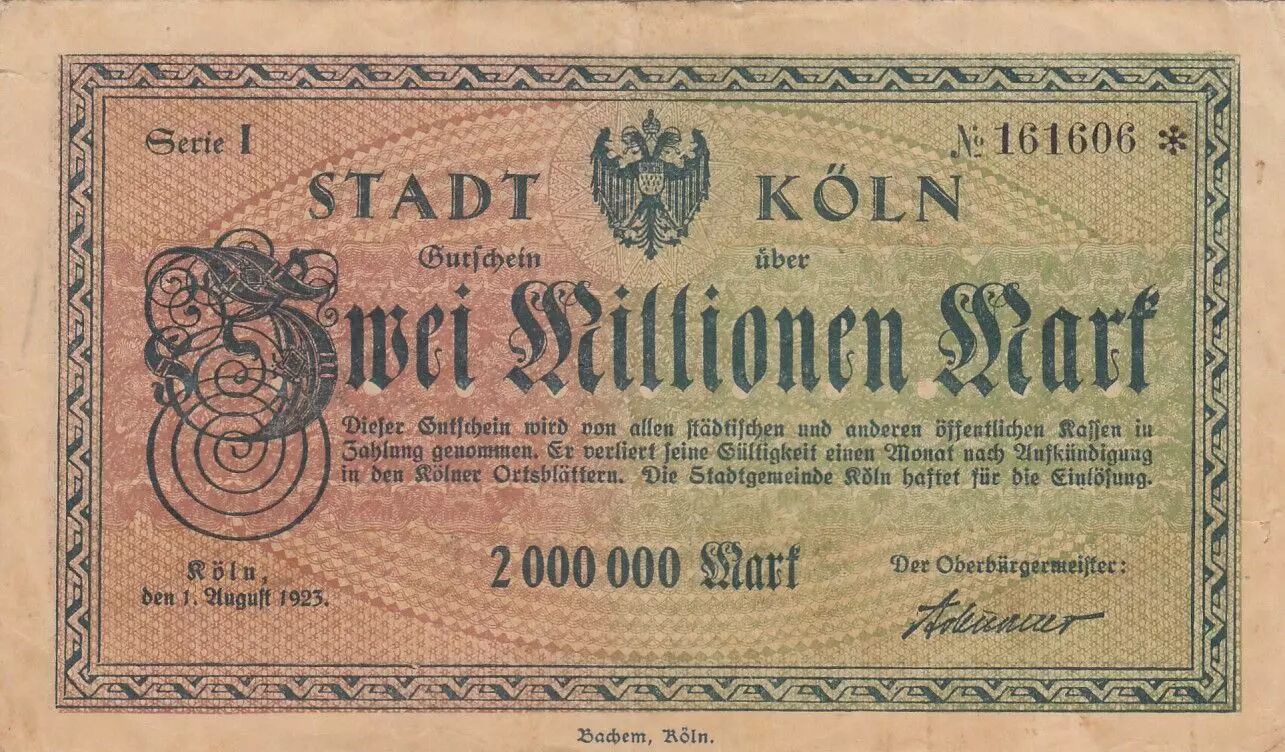 Serie I
№ 161606 *
STADT KÖLN
Gutschein über
Zwei Millionen Mark
Dieser Gutschein wird von allen städtischen und anderen öffentlichen Kassen in
Zahlung genommen. Er verliert seine Gültigkeit einen Monat nach Aufkündigung
in den Kölner Ortsblättern. Die Stadtgemeinde Köln haftet für die Einlösung.
2 000 000 Mark
Köln,
den 1. August 1923.
Der Oberbürgermeister:
Bachem, Köln.